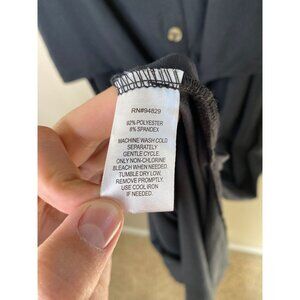 RN#94829
92% POLYESTER
8% SPANDEX
MACHINE WASH COLD
SEPARATELY
GENTLE CYCLE.
ONLY NON-CHLORINE
BLEACH WHEN NEEDED.
TUMBLE DRY LOW.
REMOVE PROMPTLY.
USE COOL IRON
IF NEEDED.